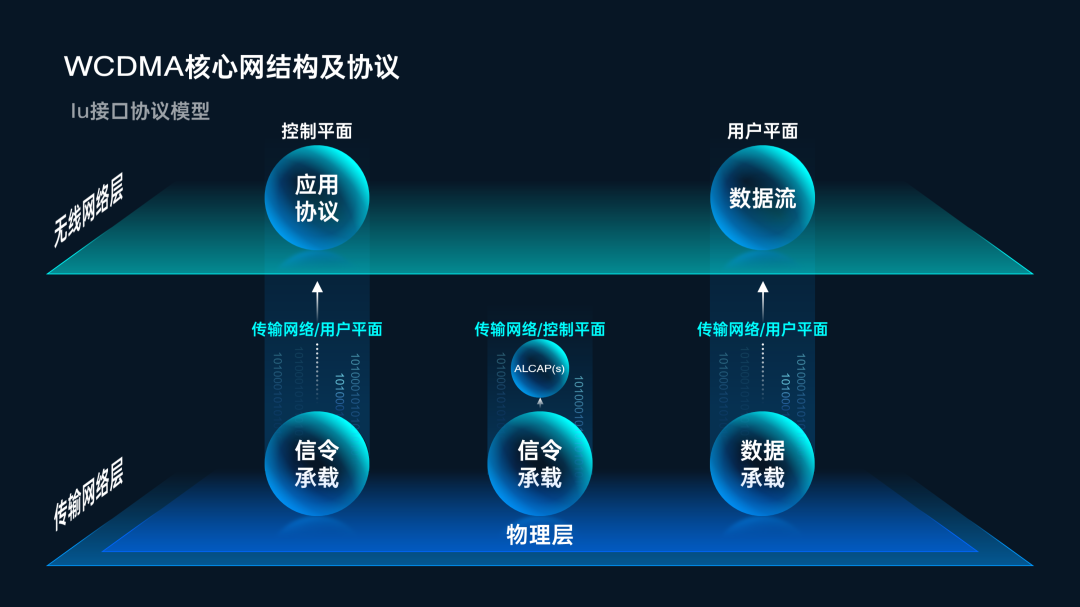 WCDMA核心网结构及协议
Iu接口协议模型
控制平面
用户平面
无线网络层
应用
协议
数据流
传输网络/用户平面
传输网络/控制平面
传输网络/用户平面
ALCAP(s)
传输网络层
信令
承载
信令
承载
数据
承载
物理层